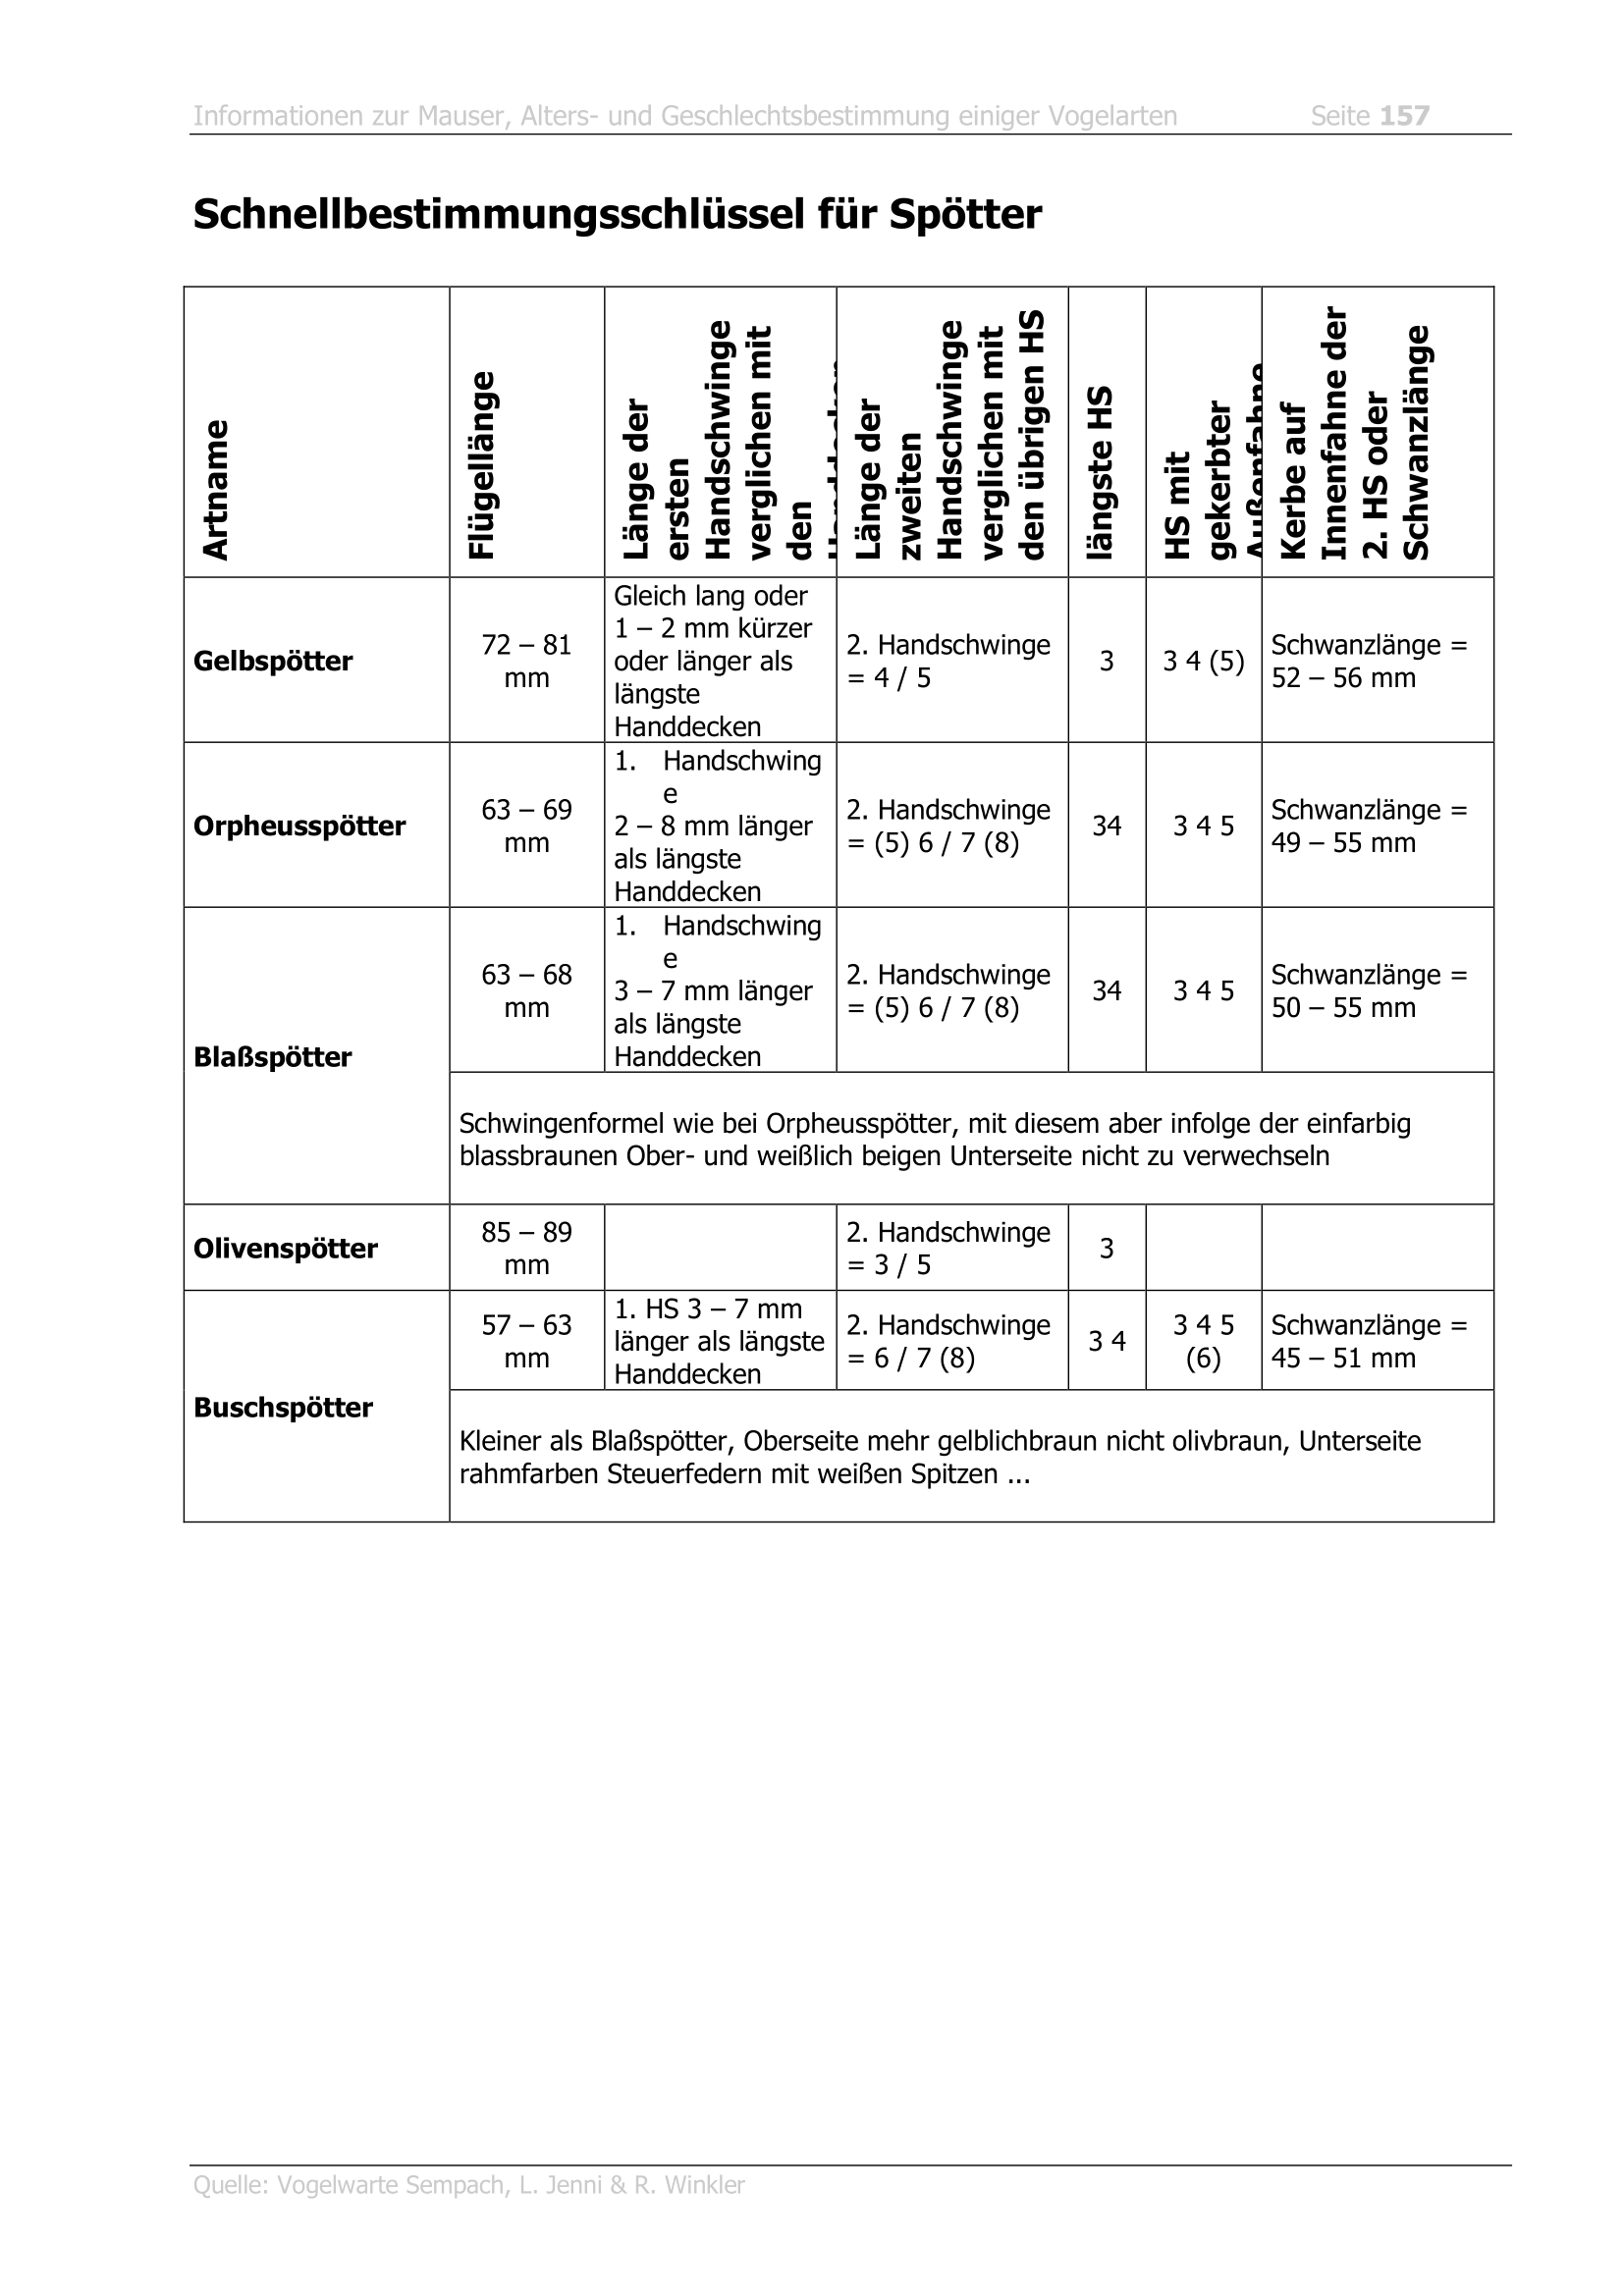 Informationen zur Mauser, Alters- und Geschlechtsbestimmung einiger Vogelarten Seite 157
Schnellbestimmungsschlüssel für Spötter
Artname
Flügellänge
Länge der
ersten
Handschwinge
verglichen mit
den
Handdecken
Länge der
zweiten
Handschwinge
verglichen mit
den übrigen HS
längste HS
HS mit
gekerbter
Außenfahne
Kerbe auf
Innenfahne der
2. HS oder
Schwanzlänge
Gelbspötter
72 – 81
mm
Gleich lang oder
1 – 2 mm kürzer
oder länger als
längste
Handdecken
2. Handschwinge
= 4 / 5
3
3 4 (5)
Schwanzlänge =
52 – 56 mm
Orpheusspötter
63 – 69
mm
1. Handschwing
e
2 – 8 mm länger
als längste
Handdecken
2. Handschwinge
= (5) 6 / 7 (8)
34
3 4 5
Schwanzlänge =
49 – 55 mm
Blaßspötter
63 – 68
mm
1. Handschwing
e
3 – 7 mm länger
als längste
Handdecken
2. Handschwinge
= (5) 6 / 7 (8)
34
3 4 5
Schwanzlänge =
50 – 55 mm
Schwingenformel wie bei Orpheusspötter, mit diesem aber infolge der einfarbig
blassbraunen Ober- und weißlich beigen Unterseite nicht zu verwechseln
Olivenspötter
85 – 89
mm
2. Handschwinge
= 3 / 5
3
Buschspötter
57 – 63
mm
1. HS 3 – 7 mm
länger als längste
Handdecken
2. Handschwinge
= 6 / 7 (8)
3 4
3 4 5
(6)
Schwanzlänge =
45 – 51 mm
Kleiner als Blaßspötter, Oberseite mehr gelblichbraun nicht olivbraun, Unterseite
rahmfarben Steuerfedern mit weißen Spitzen ...
Quelle: Vogelwarte Sempach, L. Jenni & R. Winkler